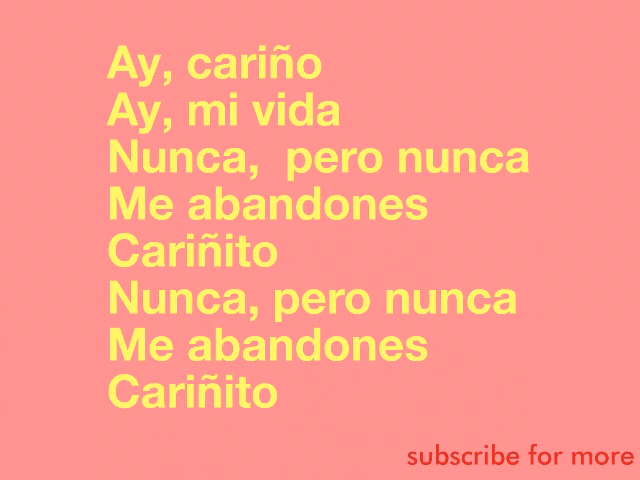 Ay, cariño
Ay, mi vida
Nunca,  pero nunca
Me abandones
Cariñito
Nunca, pero nunca
Me abandones
Cariñito
subscribe for more